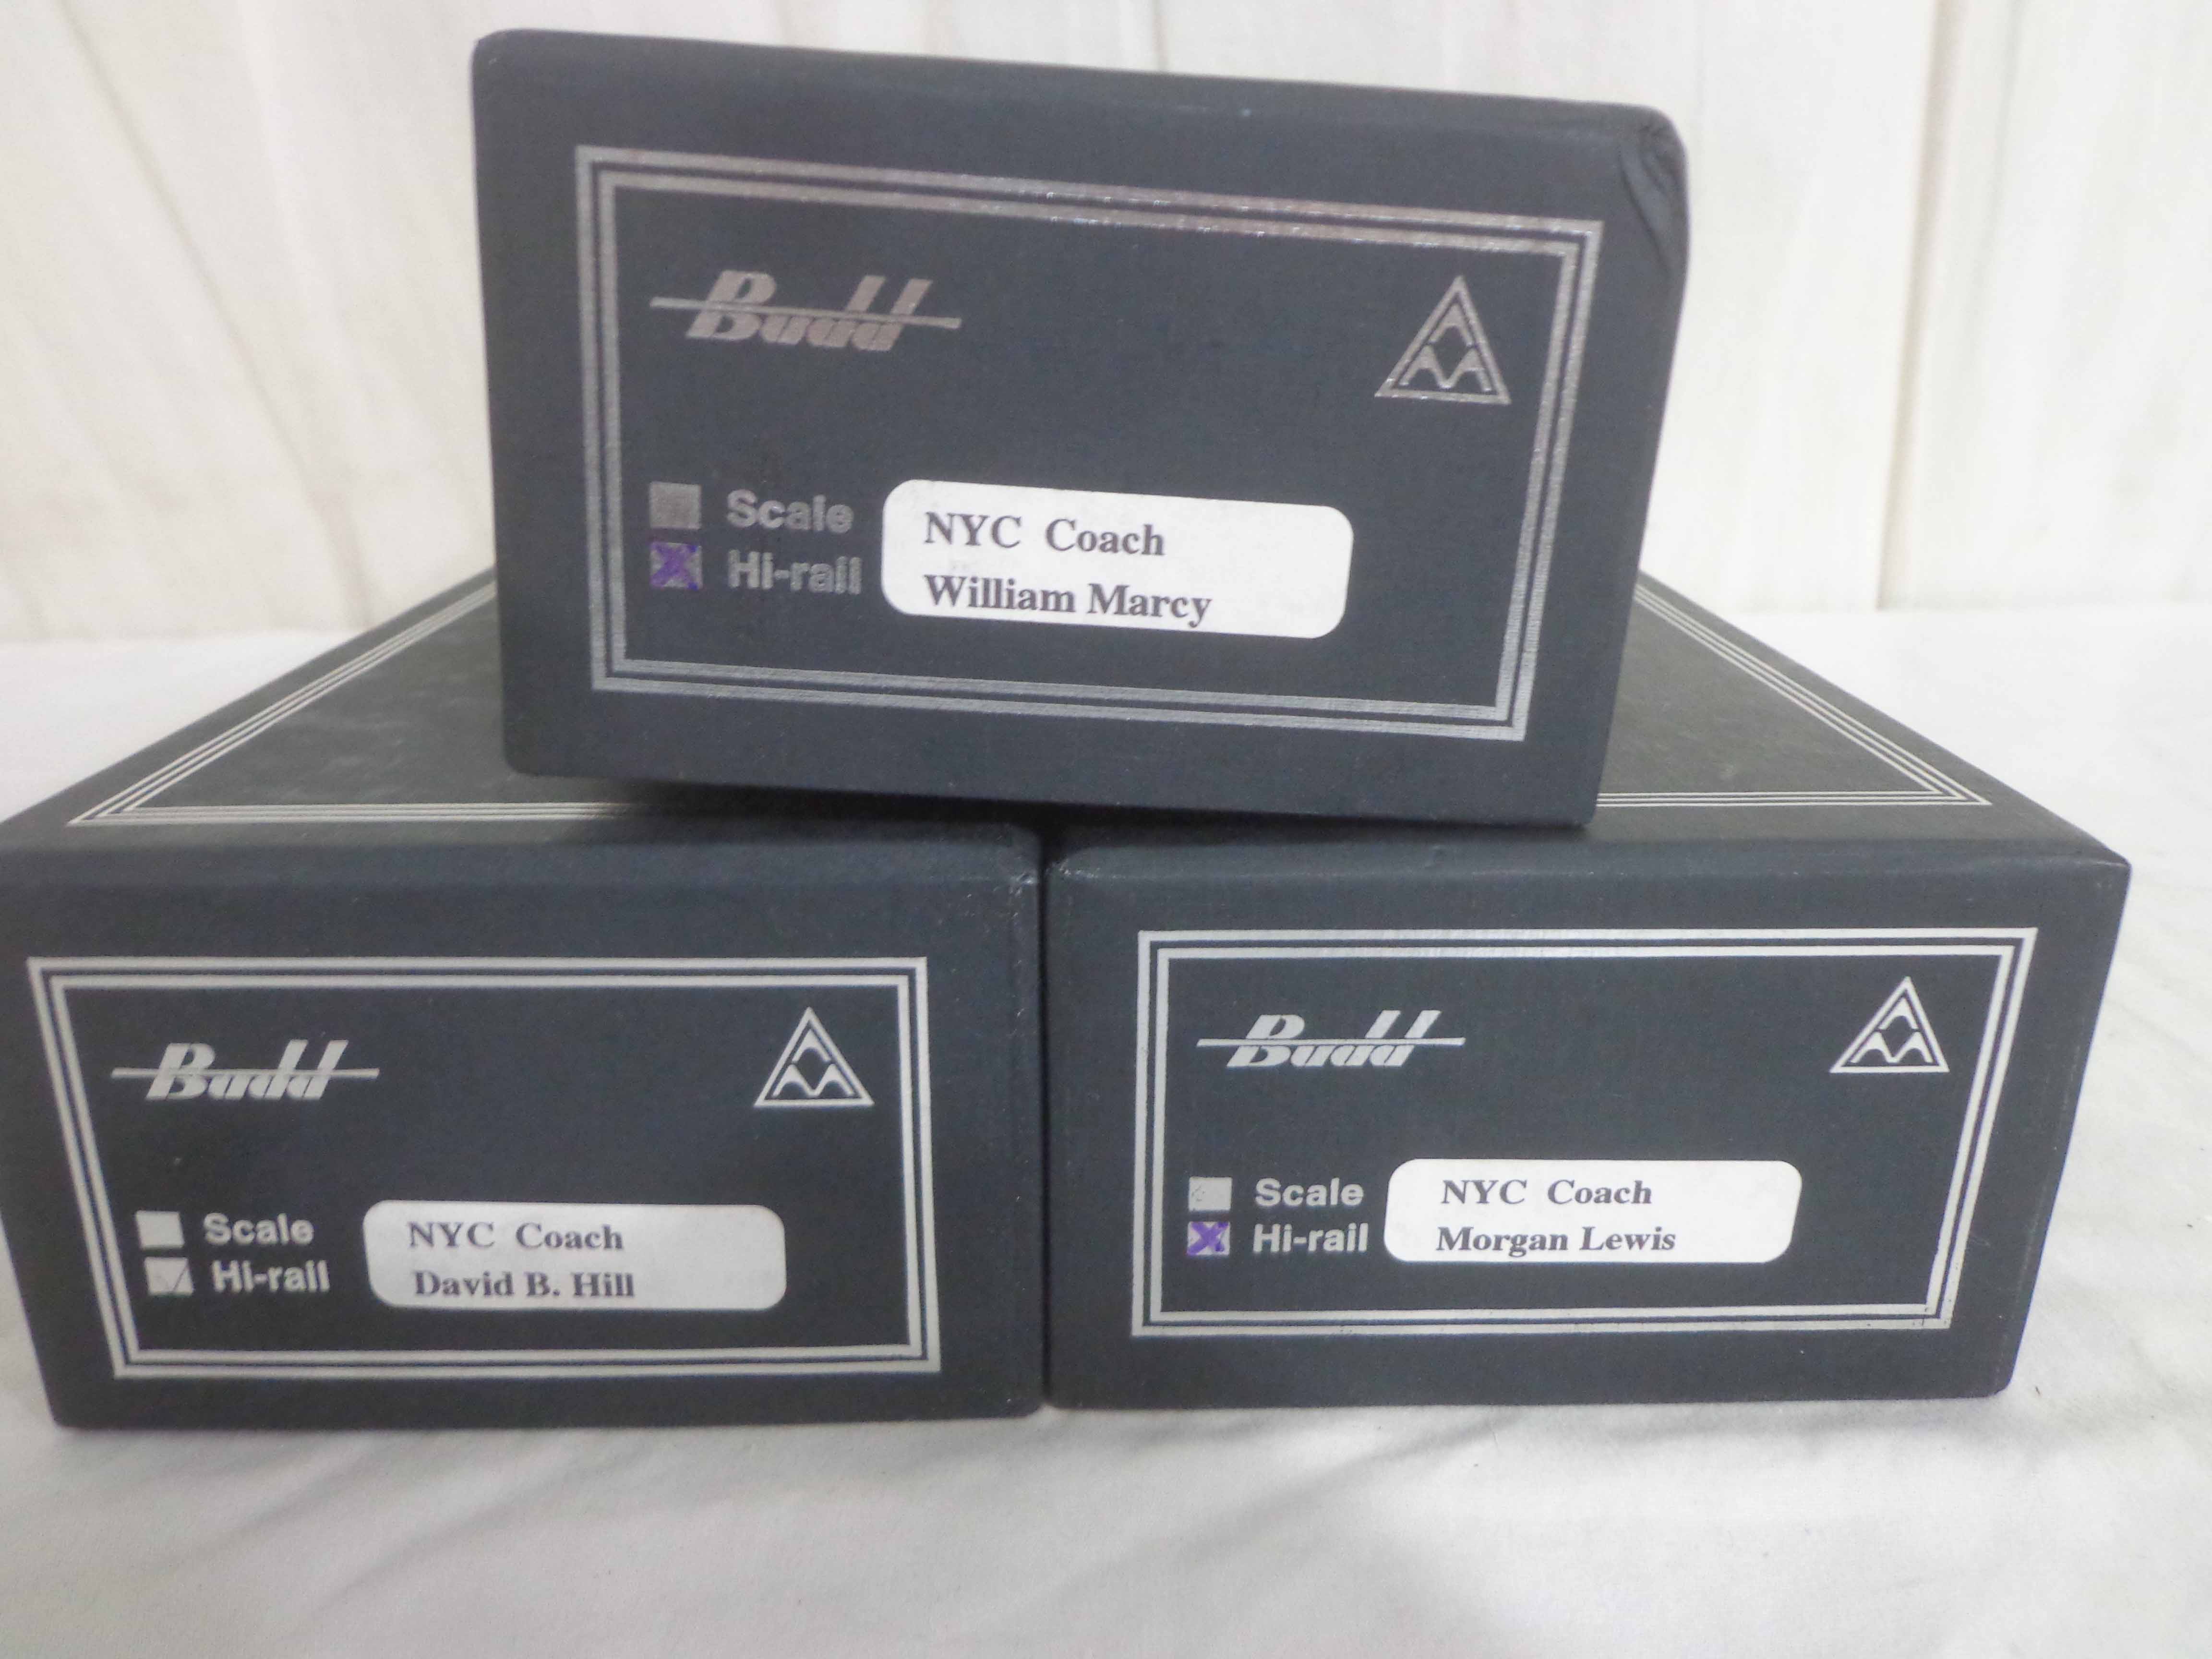 Budd
Scale
Hi-rail
NYC Coach
William Marcy
Budd
Scale
Hi-rail
NYC Coach
David B. Hill
Budd
Scale
Hi-rail
NYC Coach
Morgan Lewis